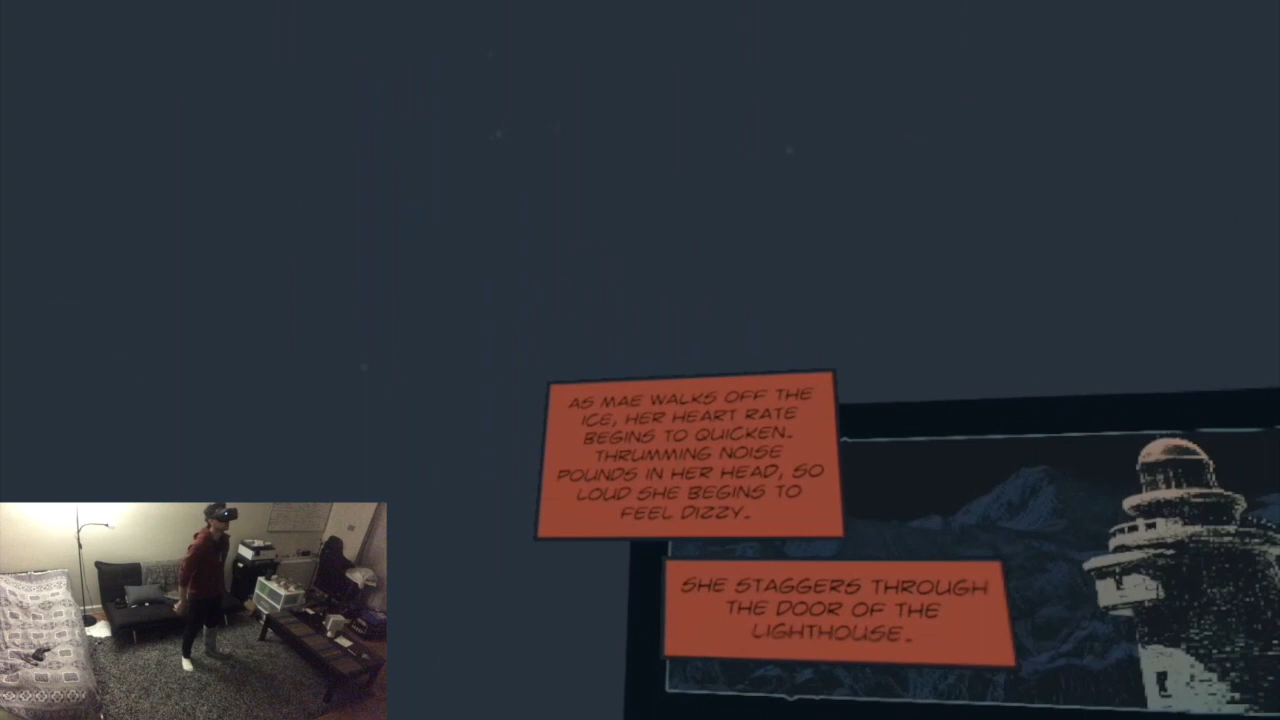 AS MAE WALKS OFF THE
ICE, HER HEART RATE
BEGINS TO QUICKEN.
THRUMMING NOISE
POUNDS IN HER HEAD, SO
LOUD SHE BEGINS TO
FEEL DIZZY.
SHE STAGGERS THROUGH
THE DOOR OF THE
LIGHTHOUSE.